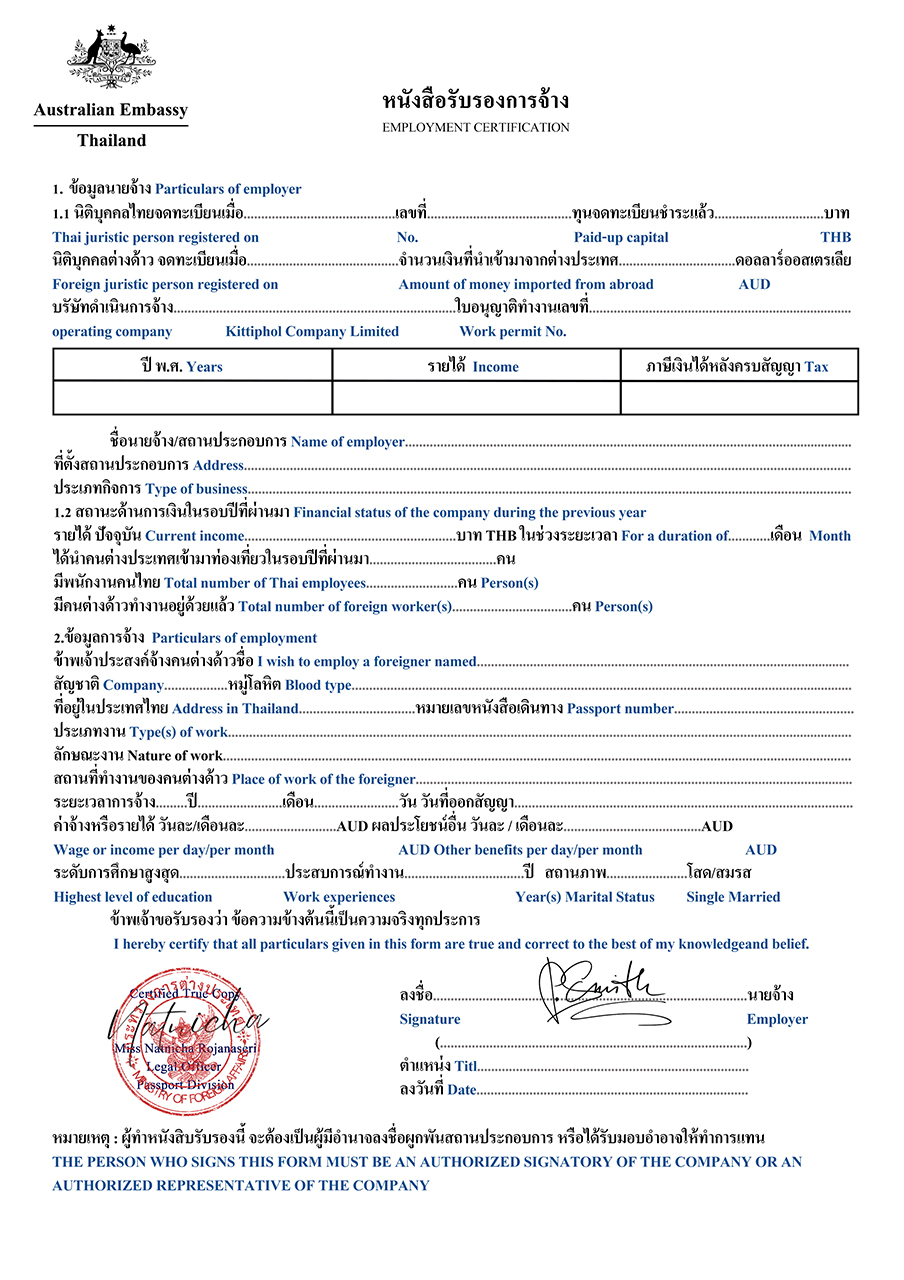 AUSTRALIA
Australian Embassy
Thailand
หนังสือรับรองการจ้าง
EMPLOYMENT CERTIFICATION
1. ข้อมูลนายจ้าง Particulars of employer
1.1 นิติบุคคลไทยจดทะเบียนเมื่อ..........เลขที่..........ทุนจดทะเบียนชำระแล้ว..........บาท
Thai juristic person registered on No. Paid-up capital THB
นิติบุคคลต่างด้าว จดทะเบียนเมื่อ..........จำนวนเงินที่นำเข้ามาจากต่างประเทศ..........ดอลลาร์ออสเตรเลีย
Foreign juristic person registered on Amount of money imported from abroad AUD
บริษัทดำเนินการจ้าง..........ใบอนุญาติทำงานเลขที่..........
operating company Kittiphol Company Limited Work permit No.
ปี พ.ศ. Years รายได้ Income ภาษีเงินได้หลังครบสัญญา Tax
ชื่อนายจ้าง/สถานประกอบการ Name of employer..........
ที่ตั้งสถานประกอบการ Address..........
ประเภทกิจการ Type of business..........
1.2 สถานะด้านการเงินในรอบปีที่ผ่านมา Financial status of the company during the previous year
รายได้ ปัจจุบัน Current income..........บาท THB ในช่วงระยะเวลา For a duration of..........เดือน Month
ได้นำคนต่างประเทศเข้ามาท่องเที่ยวในรอบปีที่ผ่านมา..........คน
มีพนักงานคนไทย Total number of Thai employees..........คน Person(s)
มีคนต่างด้าวทำงานอยู่ด้วยแล้ว Total number of foreign worker(s)..........คน Person(s)
2.ข้อมูลการจ้าง Particulars of employment
ข้าพเจ้าประสงค์จ้างคนต่างด้าวชื่อ I wish to employ a foreigner named..........
สัญชาติ Company..........หมู่โลหิต Blood type..........
ที่อยู่ในประเทศไทย Address in Thailand..........หมายเลขหนังสือเดินทาง Passport number..........
ประเภทงาน Type(s) of work..........
ลักษณะงาน Nature of work..........
สถานที่ทำงานของคนต่างด้าว Place of work of the foreigner..........
ระยะเวลาการจ้าง........ปี..........เดือน..........วัน วันที่ออกสัญญา..........
ค่าจ้างหรือรายได้ วันละ/เดือนละ..........AUD ผลประโยชน์อื่น วันละ / เดือนละ..........AUD
Wage or income per day/per month AUD Other benefits per day/per month AUD
ระดับการศึกษาสูงสุด..........ประสบการณ์ทำงาน..........ปี สถานภาพ..........โสด/สมรส
Highest level of education Work experiences Year(s) Marital Status Single Married
ข้าพเจ้าขอรับรองว่า ข้อความข้างต้นนี้เป็นความจริงทุกประการ
I hereby certify that all particulars given in this form are true and correct to the best of my knowledgeand belief.
กระทรวงการต่างประเทศ
Certified True Copy
Natnicha
Miss Natnicha Rojanaseri
Legal Officer
Passport Division
MINISTRY OF FOREIGN AFFAIRS
ลงชื่อ..........P.Smith..........นายจ้าง
Signature Employer
(..........)
ตำแหน่ง Titl..........
ลงวันที่ Date..........
หมายเหตุ : ผู้ทำหนังสิบรับรองนี้ จะต้องเป็นผู้มีอำนาจลงชื่อผูกพันสถานประกอบการ หรือได้รับมอบอำอาจให้ทำการแทน
THE PERSON WHO SIGNS THIS FORM MUST BE AN AUTHORIZED SIGNATORY OF THE COMPANY OR AN
AUTHORIZED REPRESENTATIVE OF THE COMPANY